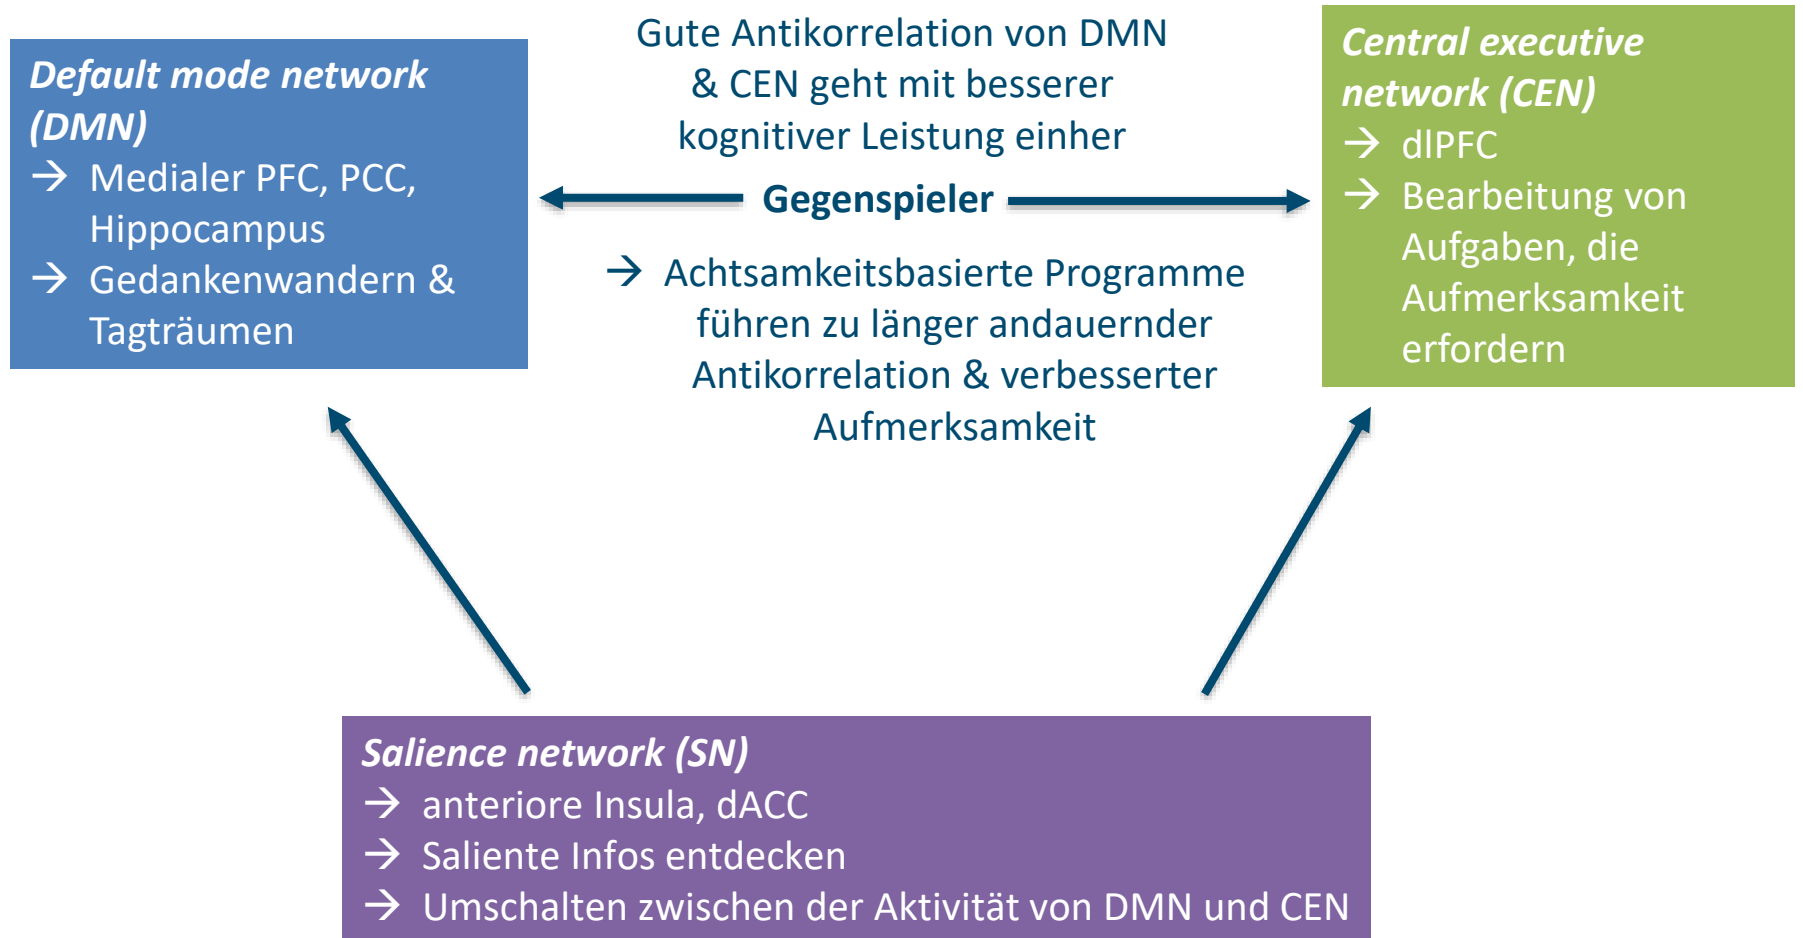 Default mode network
(DMN)
→ Medialer PFC, PCC,
Hippocampus
→ Gedankenwandern &
Tagträumen
Gute Antikorrelation von DMN
& CEN geht mit besserer
kognitiver Leistung einher
Gegenspieler
→ Achtsamkeitsbasierte Programme
führen zu länger andauernder
Antikorrelation & verbesserter
Aufmerksamkeit
Central executive
network (CEN)
→ dlPFC
→ Bearbeitung von
Aufgaben, die
Aufmerksamkeit
erfordern
Salience network (SN)
→ anteriore Insula, dACC
→ Saliente Infos entdecken
→ Umschalten zwischen der Aktivität von DMN und CEN